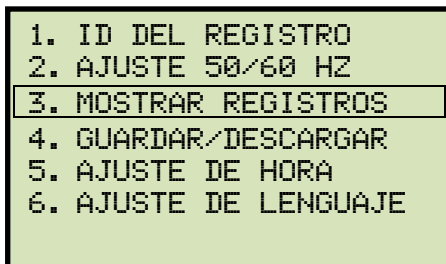 1. ID DEL REGISTRO
2. AJUSTE 50/60 HZ
3. MOSTRAR REGISTROS
4. GUARDAR/DESCARGAR
5. AJUSTE DE HORA
6. AJUSTE DE LENGUAJE